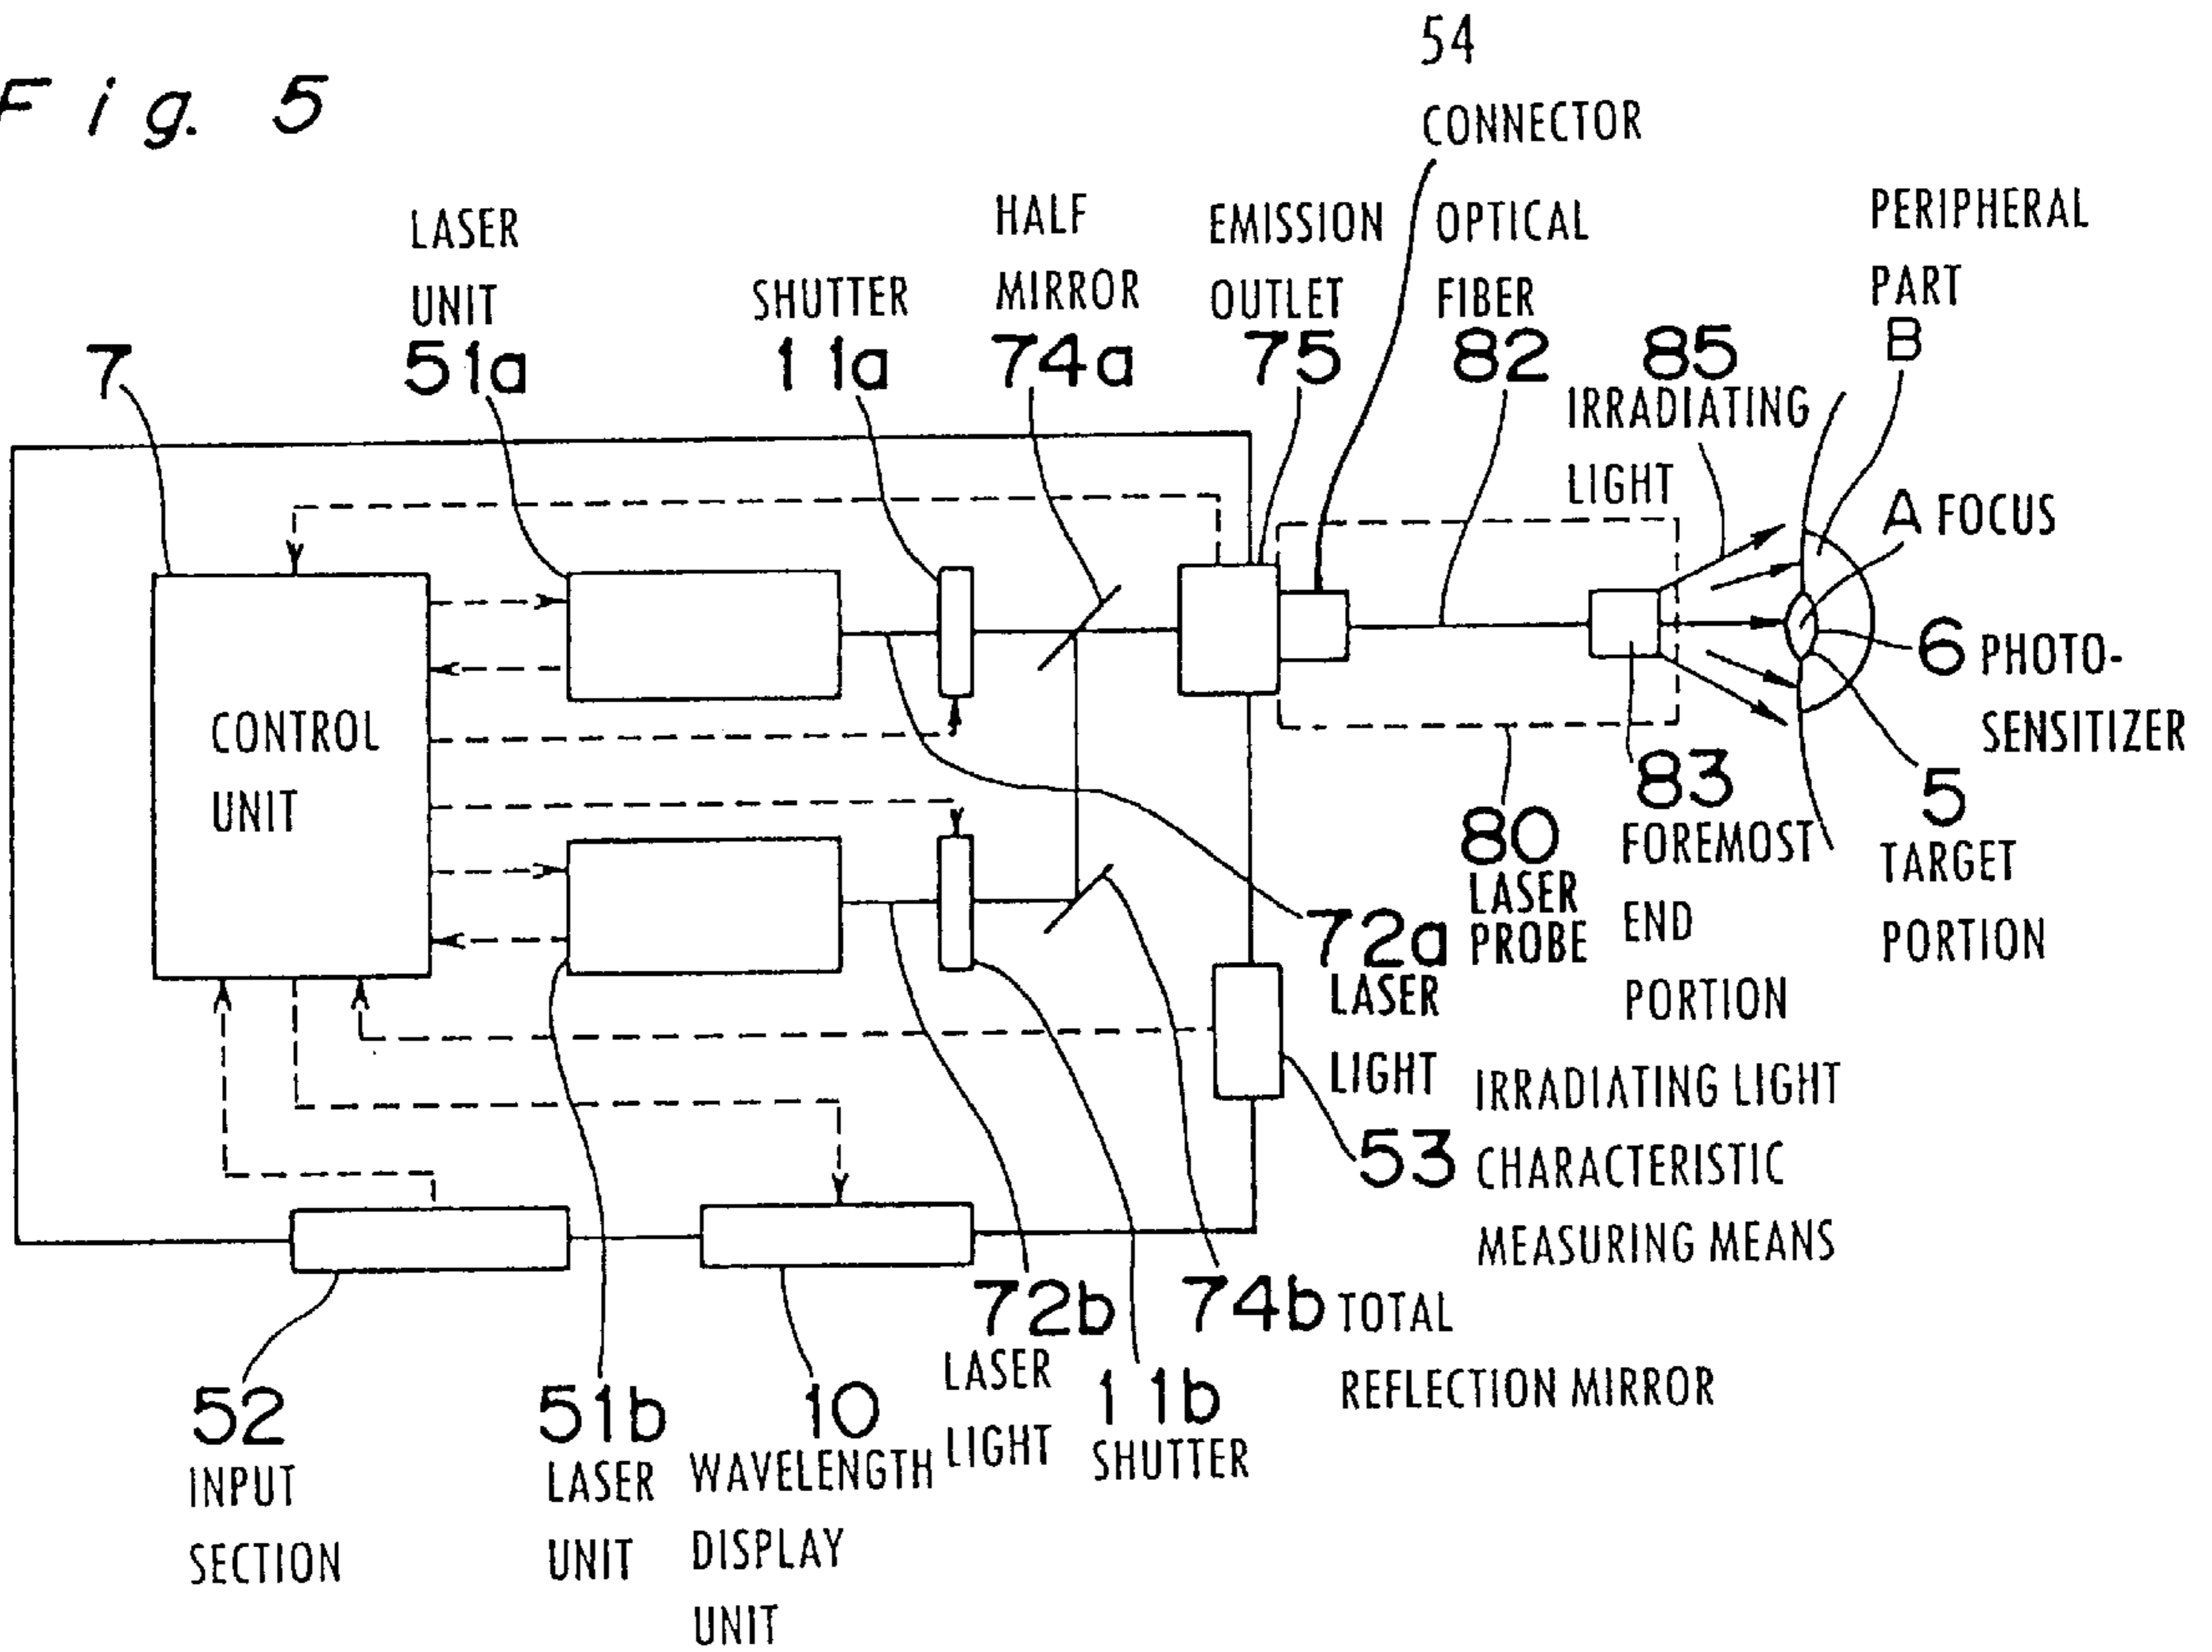 Fig. 5
54
CONNECTOR
LASER
UNIT
51a
SHUTTER
11a
HALF
MIRROR
74a
EMISSION
OUTLET
75
OPTICAL
FIBER
82
85
IRRADIATING
LIGHT
PERIPHERAL
PART
B
A FOCUS
6 PHOTO-
SENSITIZER
5
TARGET
PORTION
7
CONTROL
UNIT
83
FOREMOST
END
PORTION
80
LASER
PROBE
72a
LASER
LIGHT
53
IRRADIATING LIGHT
CHARACTERISTIC
MEASURING MEANS
74b TOTAL
REFLECTION MIRROR
72b
LASER
LIGHT
11b
SHUTTER
52
INPUT
SECTION
51b
LASER
UNIT
10
WAVELENGTH
DISPLAY
UNIT